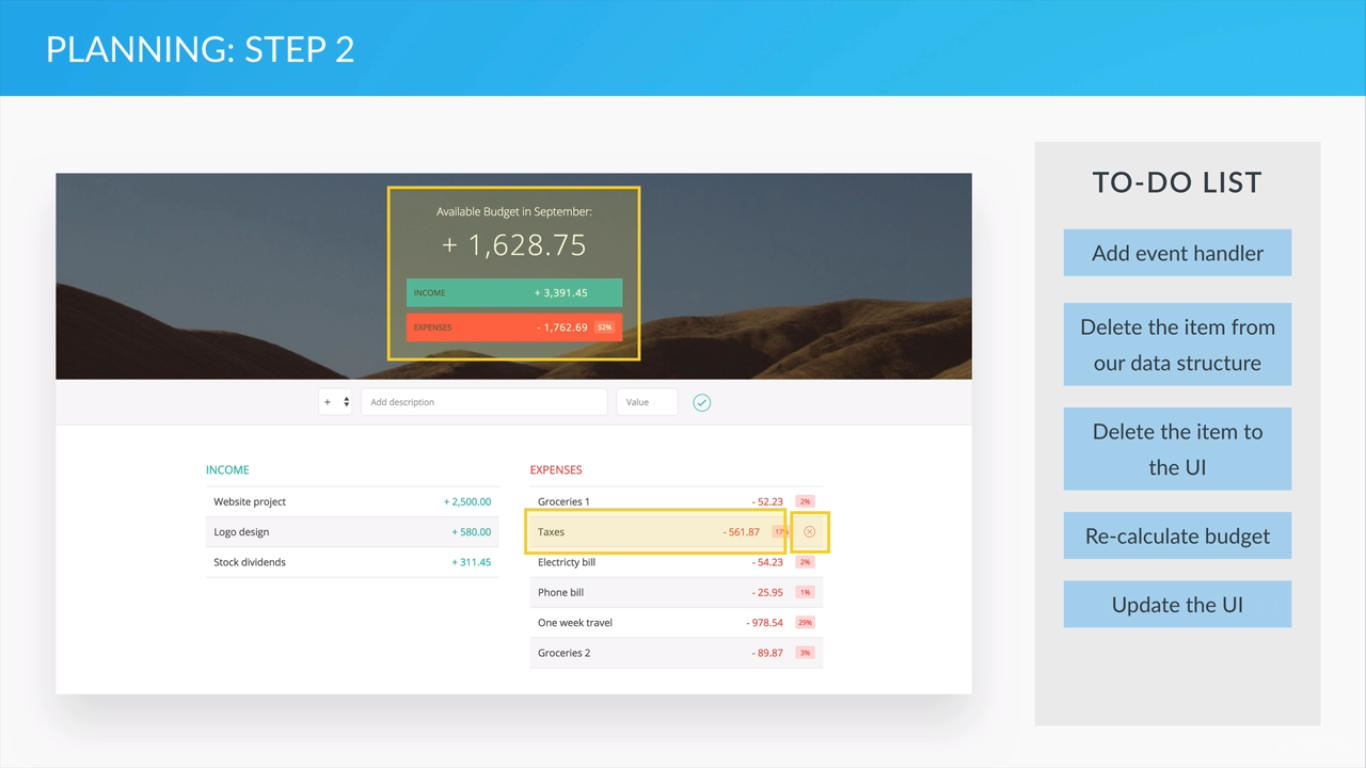 PLANNING: STEP 2
Available Budget in September:
+ 1,628.75
INCOME + 3,391.45
EXPENSES - 1,762.69 52%
+ Add description Value
INCOME
Website project + 2,500.00
Logo design + 580.00
Stock dividends + 311.45
EXPENSES
Groceries 1 - 52.23 2%
Taxes - 561.87 17%
Electricty bill - 54.23 2%
Phone bill - 25.95 1%
One week travel - 978.54 29%
Groceries 2 - 89.87 3%
TO-DO LIST
Add event handler
Delete the item from
our data structure
Delete the item to
the UI
Re-calculate budget
Update the UI